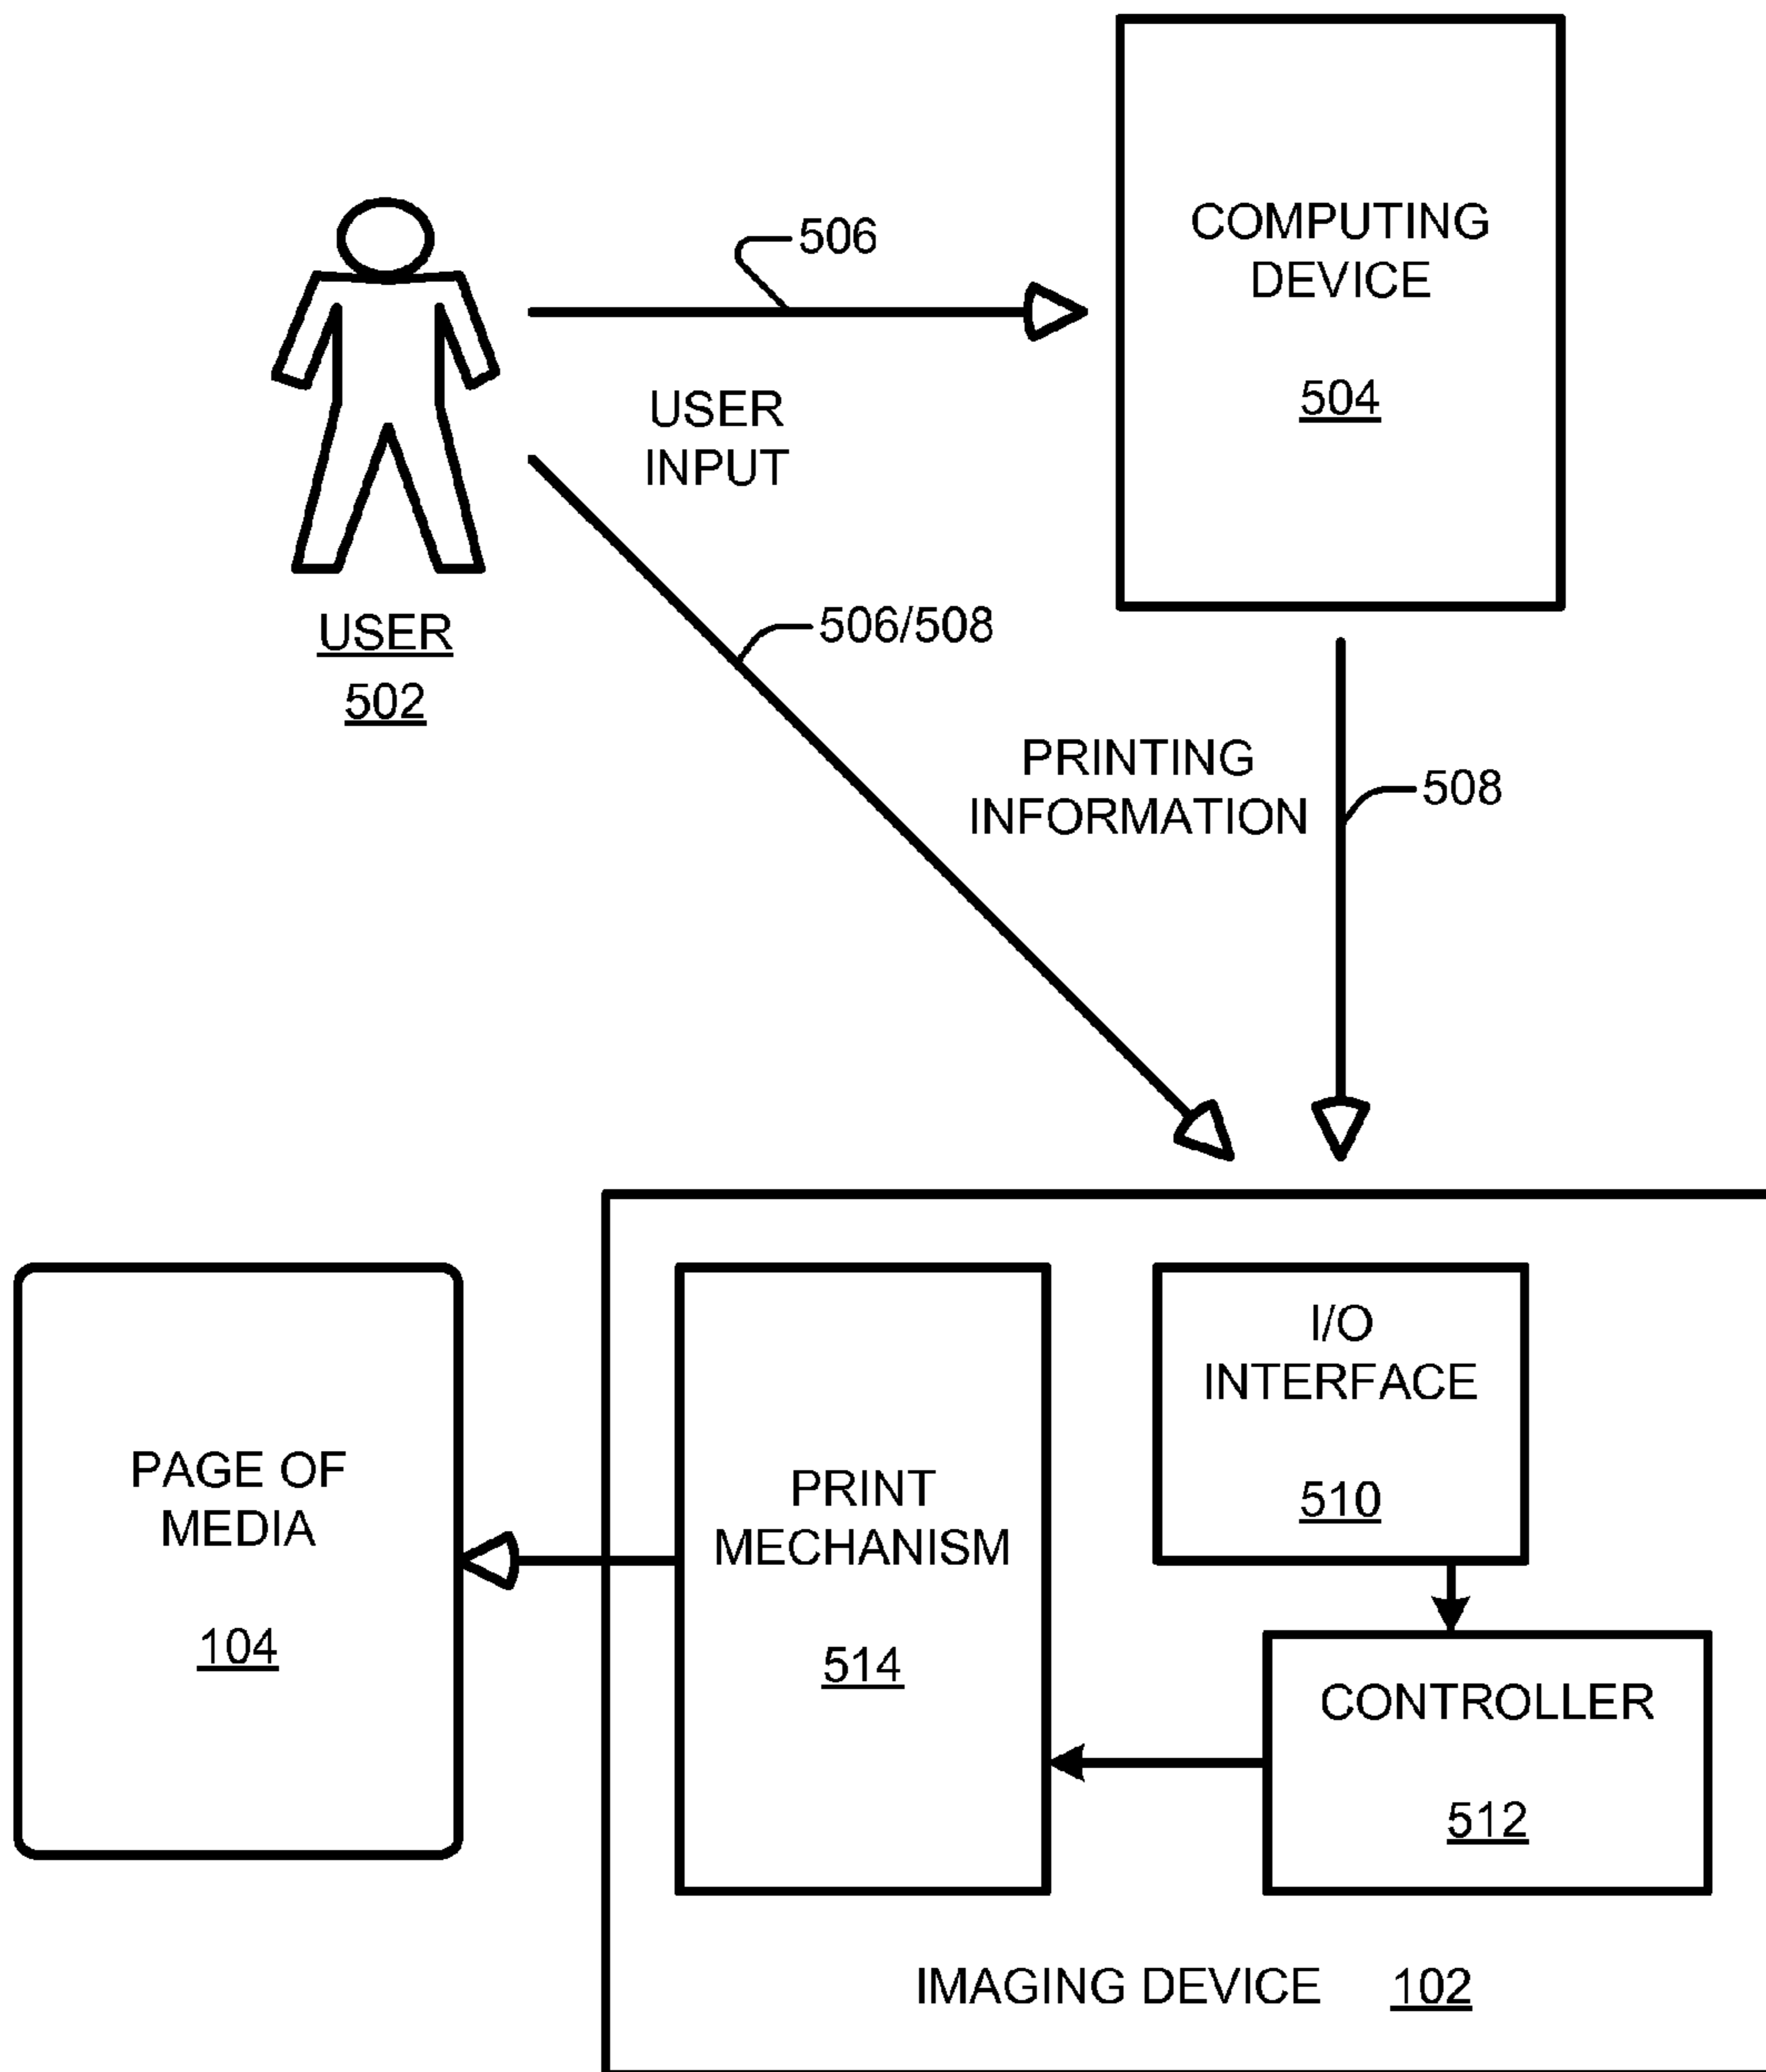 COMPUTING
DEVICE
504
506
USER
INPUT
USER
502
506/508
PRINTING
INFORMATION
508
I/O
INTERFACE
510
PAGE OF
MEDIA
104
PRINT
MECHANISM
514
CONTROLLER
512
IMAGING DEVICE 102